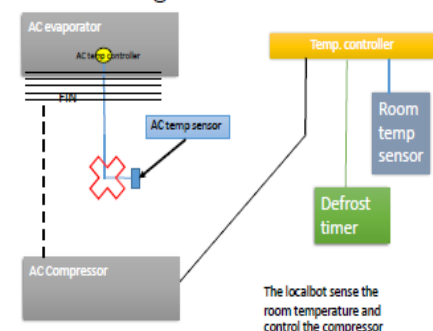 AC evaporator
AC temp controller
FIN
AC temp sensor
AC Compressor
Temp. controller
Room
temp
sensor
Defrost
timer
The localbot sense the
room temperature and
control the compressor